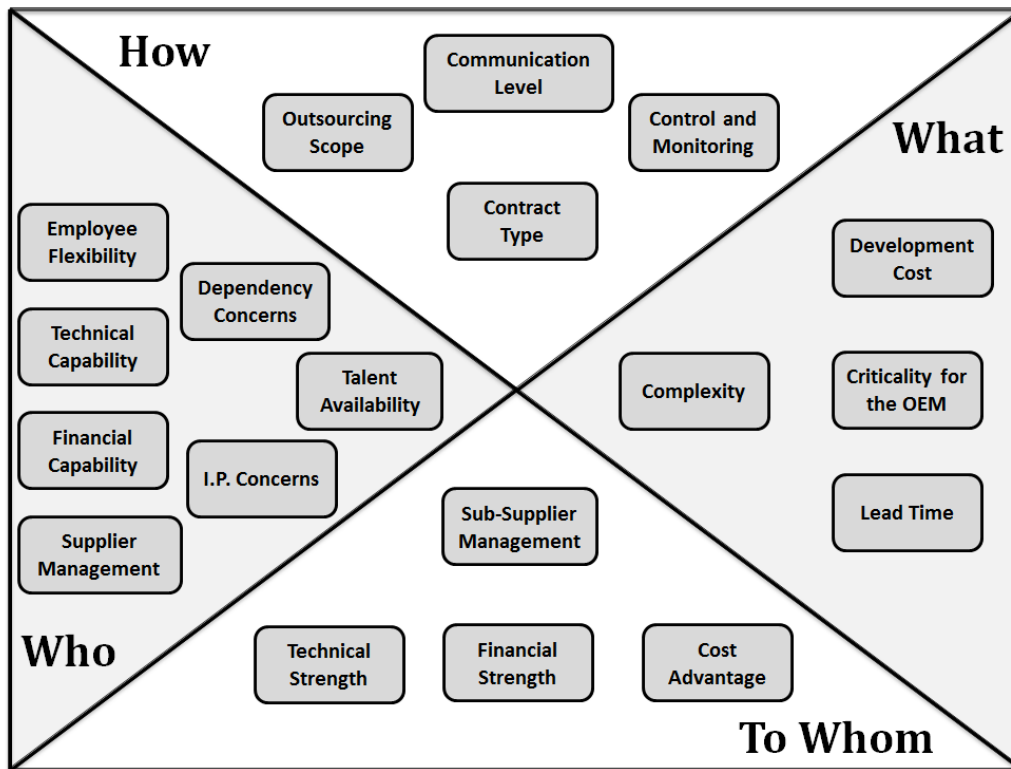 How
Communication
Level
Outsourcing
Scope
Control and
Monitoring
Contract
Type
What
Development
Cost
Complexity
Criticality for
the OEM
Lead Time
Employee
Flexibility
Dependency
Concerns
Technical
Capability
Talent
Availability
Financial
Capability
I.P. Concerns
Supplier
Management
Who
Sub-Supplier
Management
Technical
Strength
Financial
Strength
Cost
Advantage
To Whom